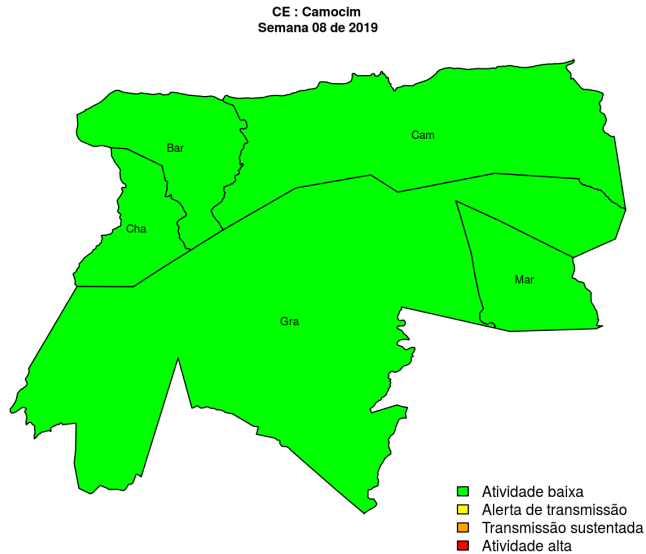 CE : Camocim
Semana 08 de 2019
Bar
Cam
Cha
Mar
Gra
Atividade baixa
Alerta de transmissão
Transmissão sustentada
Atividade alta